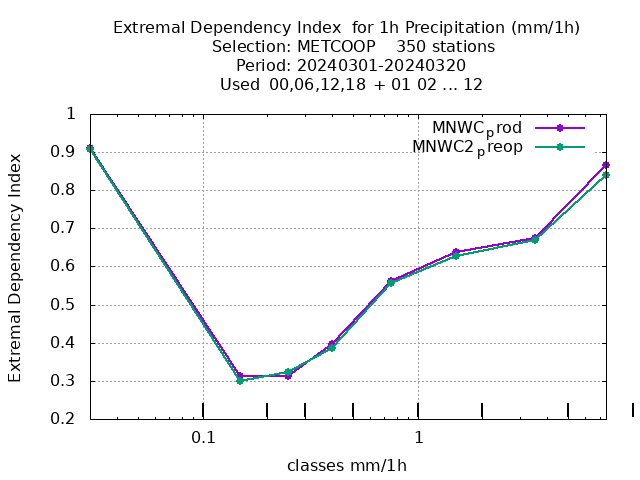 Extremal Dependency Index  for 1h Precipitation (mm/1h)
Selection: METCOOP    350 stations
Period: 20240301-20240320
Used  00,06,12,18  + 01 02 ... 12
MNWCprod
MNWC2preop
1
0.9
0.8
0.7
0.6
0.5
0.4
0.3
0.2
0.1
1
Extremal Dependency Index
classes mm/1h